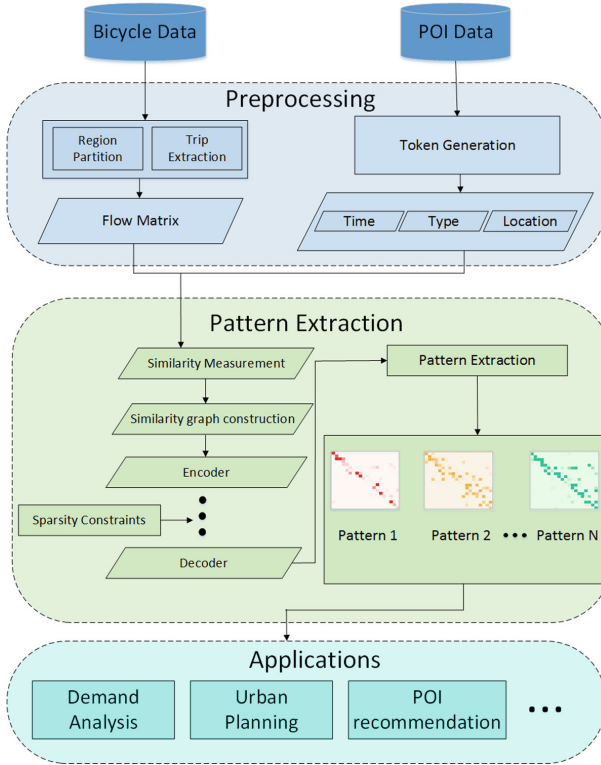 Bicycle Data
POI Data
Preprocessing
Region
Partition
Trip
Extraction
Token Generation
Flow Matrix
Time
Type
Location
Pattern Extraction
Similarity Measurement
Pattern Extraction
Similarity graph construction
Encoder
Sparsity Constraints
Decoder
Pattern 1
Pattern 2
Pattern N
Applications
Demand
Analysis
Urban
Planning
POI
recommendation